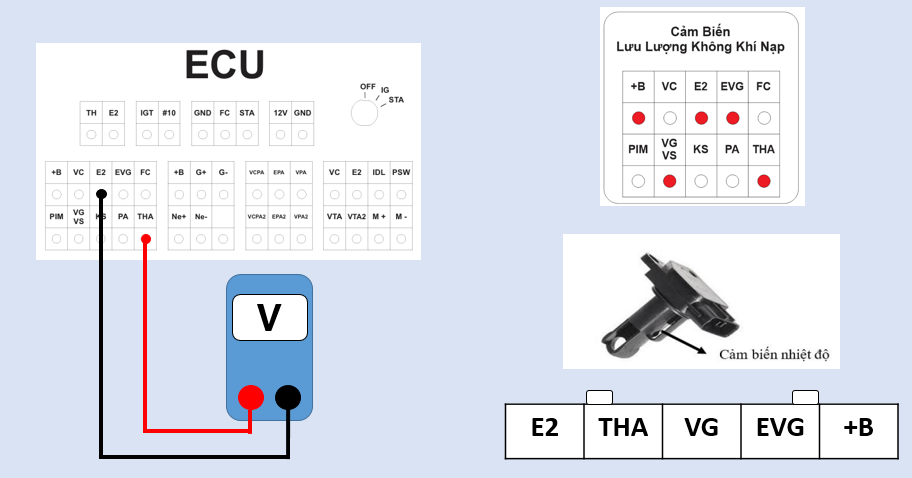 ECU
OFF
IG
STA
TH E2
IGT #10
GND FC STA
12V GND
+B VC E2 EVG FC
PIM VG VS KS PA THA
+B G+ G-
Ne+ Ne-
VCPA EPA VPA
VCPA2 EPA2 VPA2
VC E2 IDL PSW
VTA VTA2 M + M -
V
Cảm Biến
Lưu Lượng Không Khí Nạp
+B VC E2 EVG FC
PIM VG VS KS PA THA
Cảm biến nhiệt độ
E2 THA VG EVG +B